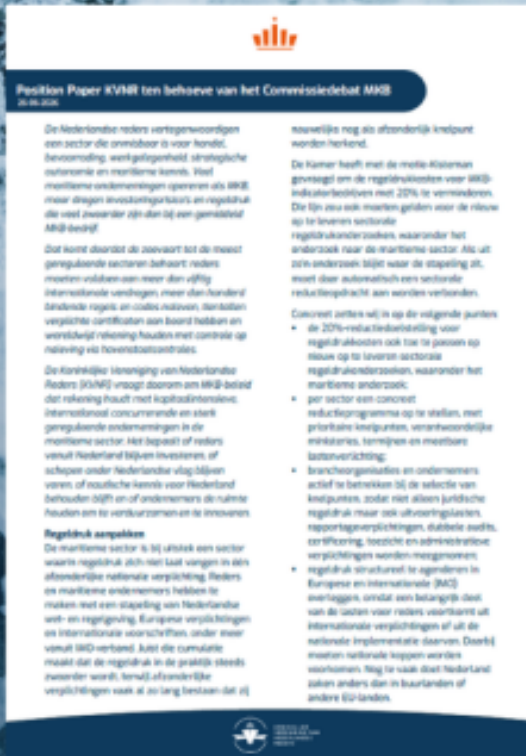 Position Paper KVNR ten behoeve van het Commissiedebat MKB
De Nederlandse reders vertegenwoordigen
een sector die onmisbaar is voor handel,
bevoorrading, werkgelegenheid, strategische
autonomie en maritieme kennis. Veel
maritieme ondernemingen opereren als MKB,
maar dragen investeringsrisico's en regeldruk
die veel zwaarder zijn dan bij een gemiddeld
MKB-bedrijf.
Dat komt doordat de zeevaart tot de meest
gereguleerde sectoren behoort: reders
moeten voldoen aan meer dan vijftig
internationale verdragen, meer dan honderd
bindende regels en codes naleven, tientallen
verplichte certificaten aan boord hebben en
wereldwijd rekening houden met controle op
naleving via havenstaatcontroles.
De Koninklijke Vereniging van Nederlandse
Reders (KVNR) vraagt daarom om MKB-beleid
dat rekening houdt met kapitaalintensieve,
internationaal concurrerende en sterk
gereguleerde ondernemingen in de
maritieme sector. Het bepaalt of reders
vanuit Nederland blijven investeren, of
schepen onder Nederlandse vlag blijven
varen, of nautische kennis voor Nederland
behouden blijft en of ondernemers de ruimte
houden om te verduurzamen en te innoveren.
Regeldruk aanpakken
De maritieme sector is bij uitstek een sector
waarin regeldruk zich niet laat vangen in één
afzonderlijke nationale verplichting. Reders
en maritieme ondernemers hebben te
maken met een stapeling van Nederlandse
wet- en regelgeving, Europese verplichtingen
en internationale voorschriften, onder meer
vanuit IMO-verband. Juist die cumulatie
maakt dat de regeldruk in de praktijk steeds
zwaarder wordt, terwijl afzonderlijke
verplichtingen vaak al zo lang bestaan dat zij
nauwelijks nog als afzonderlijk knelpunt
worden herkend.
De Kamer heeft met de motie-Kisteman
gevraagd om de regeldrukkosten voor MKB-
indicatorbedrijven met 20% te verminderen.
Die lijn zou ook moeten gelden voor de nieuw
op te leveren sectorale
regeldrukonderzoeken, waaronder het
onderzoek naar de maritieme sector. Als uit
zo'n onderzoek blijkt waar de stapeling zit,
moet daar automatisch een sectorale
reductieopdracht aan worden verbonden.
Concreet zetten wij in op de volgende punten:
• de 20%-reductiedoelstelling voor
regeldrukkosten ook toe te passen op
nieuw op te leveren sectorale
regeldrukonderzoeken, waaronder het
maritieme onderzoek;
• per sector een concreet
reductieprogramma op te stellen, met
prioritaire knelpunten, verantwoordelijke
ministeries, termijnen en meetbare
lastenverlichting;
• brancheorganisaties en ondernemers
actief te betrekken bij de selectie van
knelpunten, zodat niet alleen juridische
regeldruk maar ook uitvoeringslasten,
rapportageverplichtingen, dubbele audits,
certificering, toezicht en administratieve
verplichtingen worden meegenomen;
• regeldruk structureel te agenderen in
Europese en internationale (IMO)
overleggen, omdat een belangrijk deel
van de lasten voor reders voortkomt uit
internationale verplichtingen of uit de
nationale implementatie daarvan. Daarbij
moeten nationale koppen worden
voorkomen. Nog te vaak doet Nederland
zaken anders dan in buurlanden of
andere EU-landen.